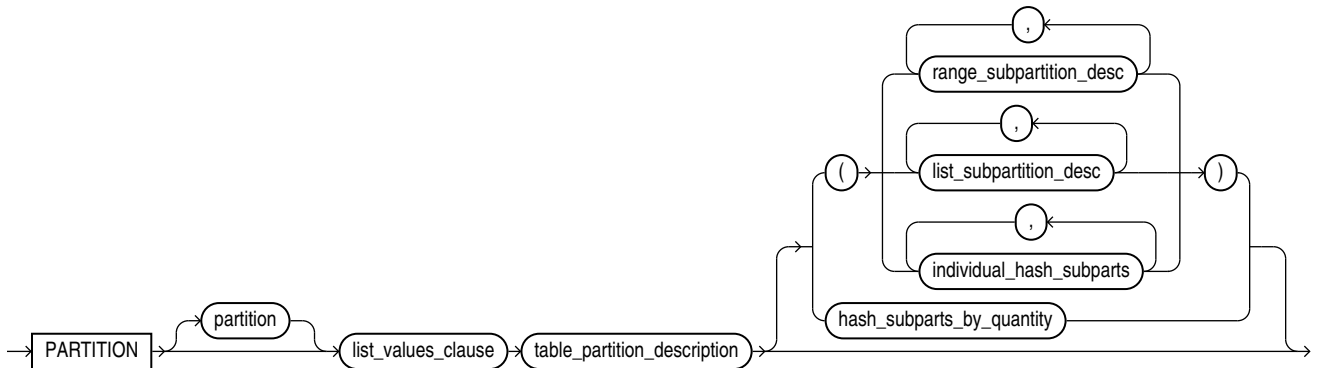 ,
range_subpartition_desc
,
( list_subpartition_desc )
,
individual_hash_subparts
partition hash_subparts_by_quantity
PARTITION list_values_clause table_partition_description